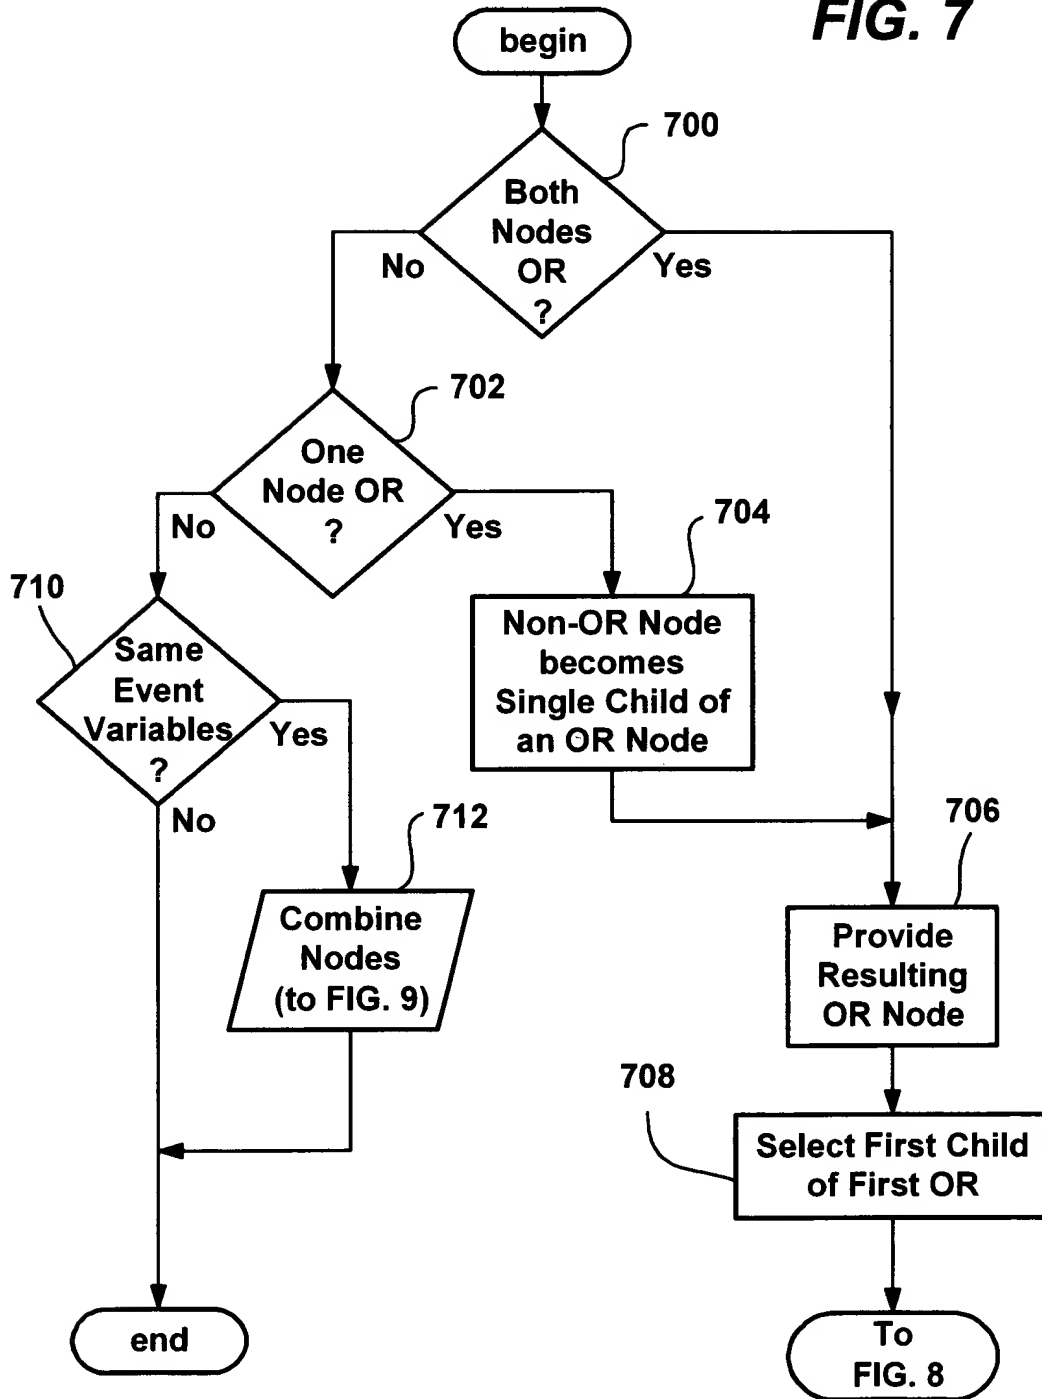 FIG. 7
begin
700
Both
Nodes
OR
?
No
Yes
702
One
Node OR
?
No
Yes
704
Non-OR Node
becomes
Single Child of
an OR Node
710
Same
Event
Variables
?
Yes
No
712
Combine
Nodes
(to FIG. 9)
706
Provide
Resulting
OR Node
708
Select First Child
of First OR
end
To
FIG. 8